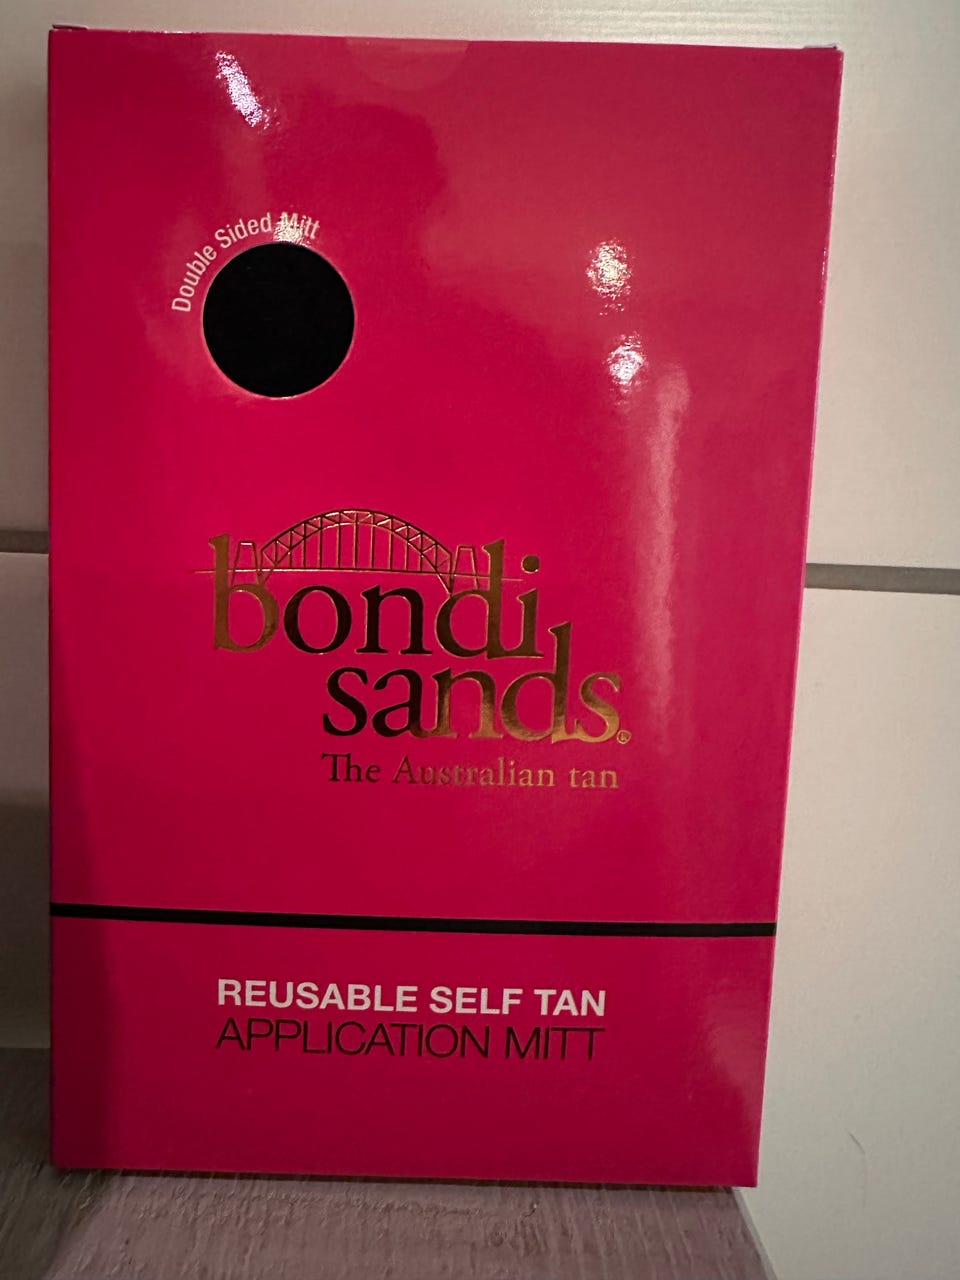 Double Sided Mitt
bondi
sands®
The Australian tan
REUSABLE SELF TAN
APPLICATION MITT